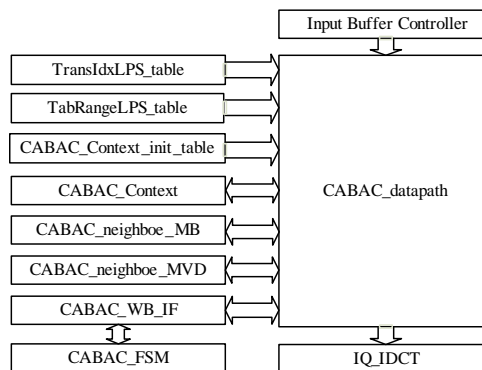 Input Buffer Controller
TransIdxLPS_table
TabRangeLPS_table
CABAC_Context_init_table
CABAC_Context
CABAC_datapath
CABAC_neighboe_MB
CABAC_neighboe_MVD
CABAC_WB_IF
CABAC_FSM
IQ_IDCT